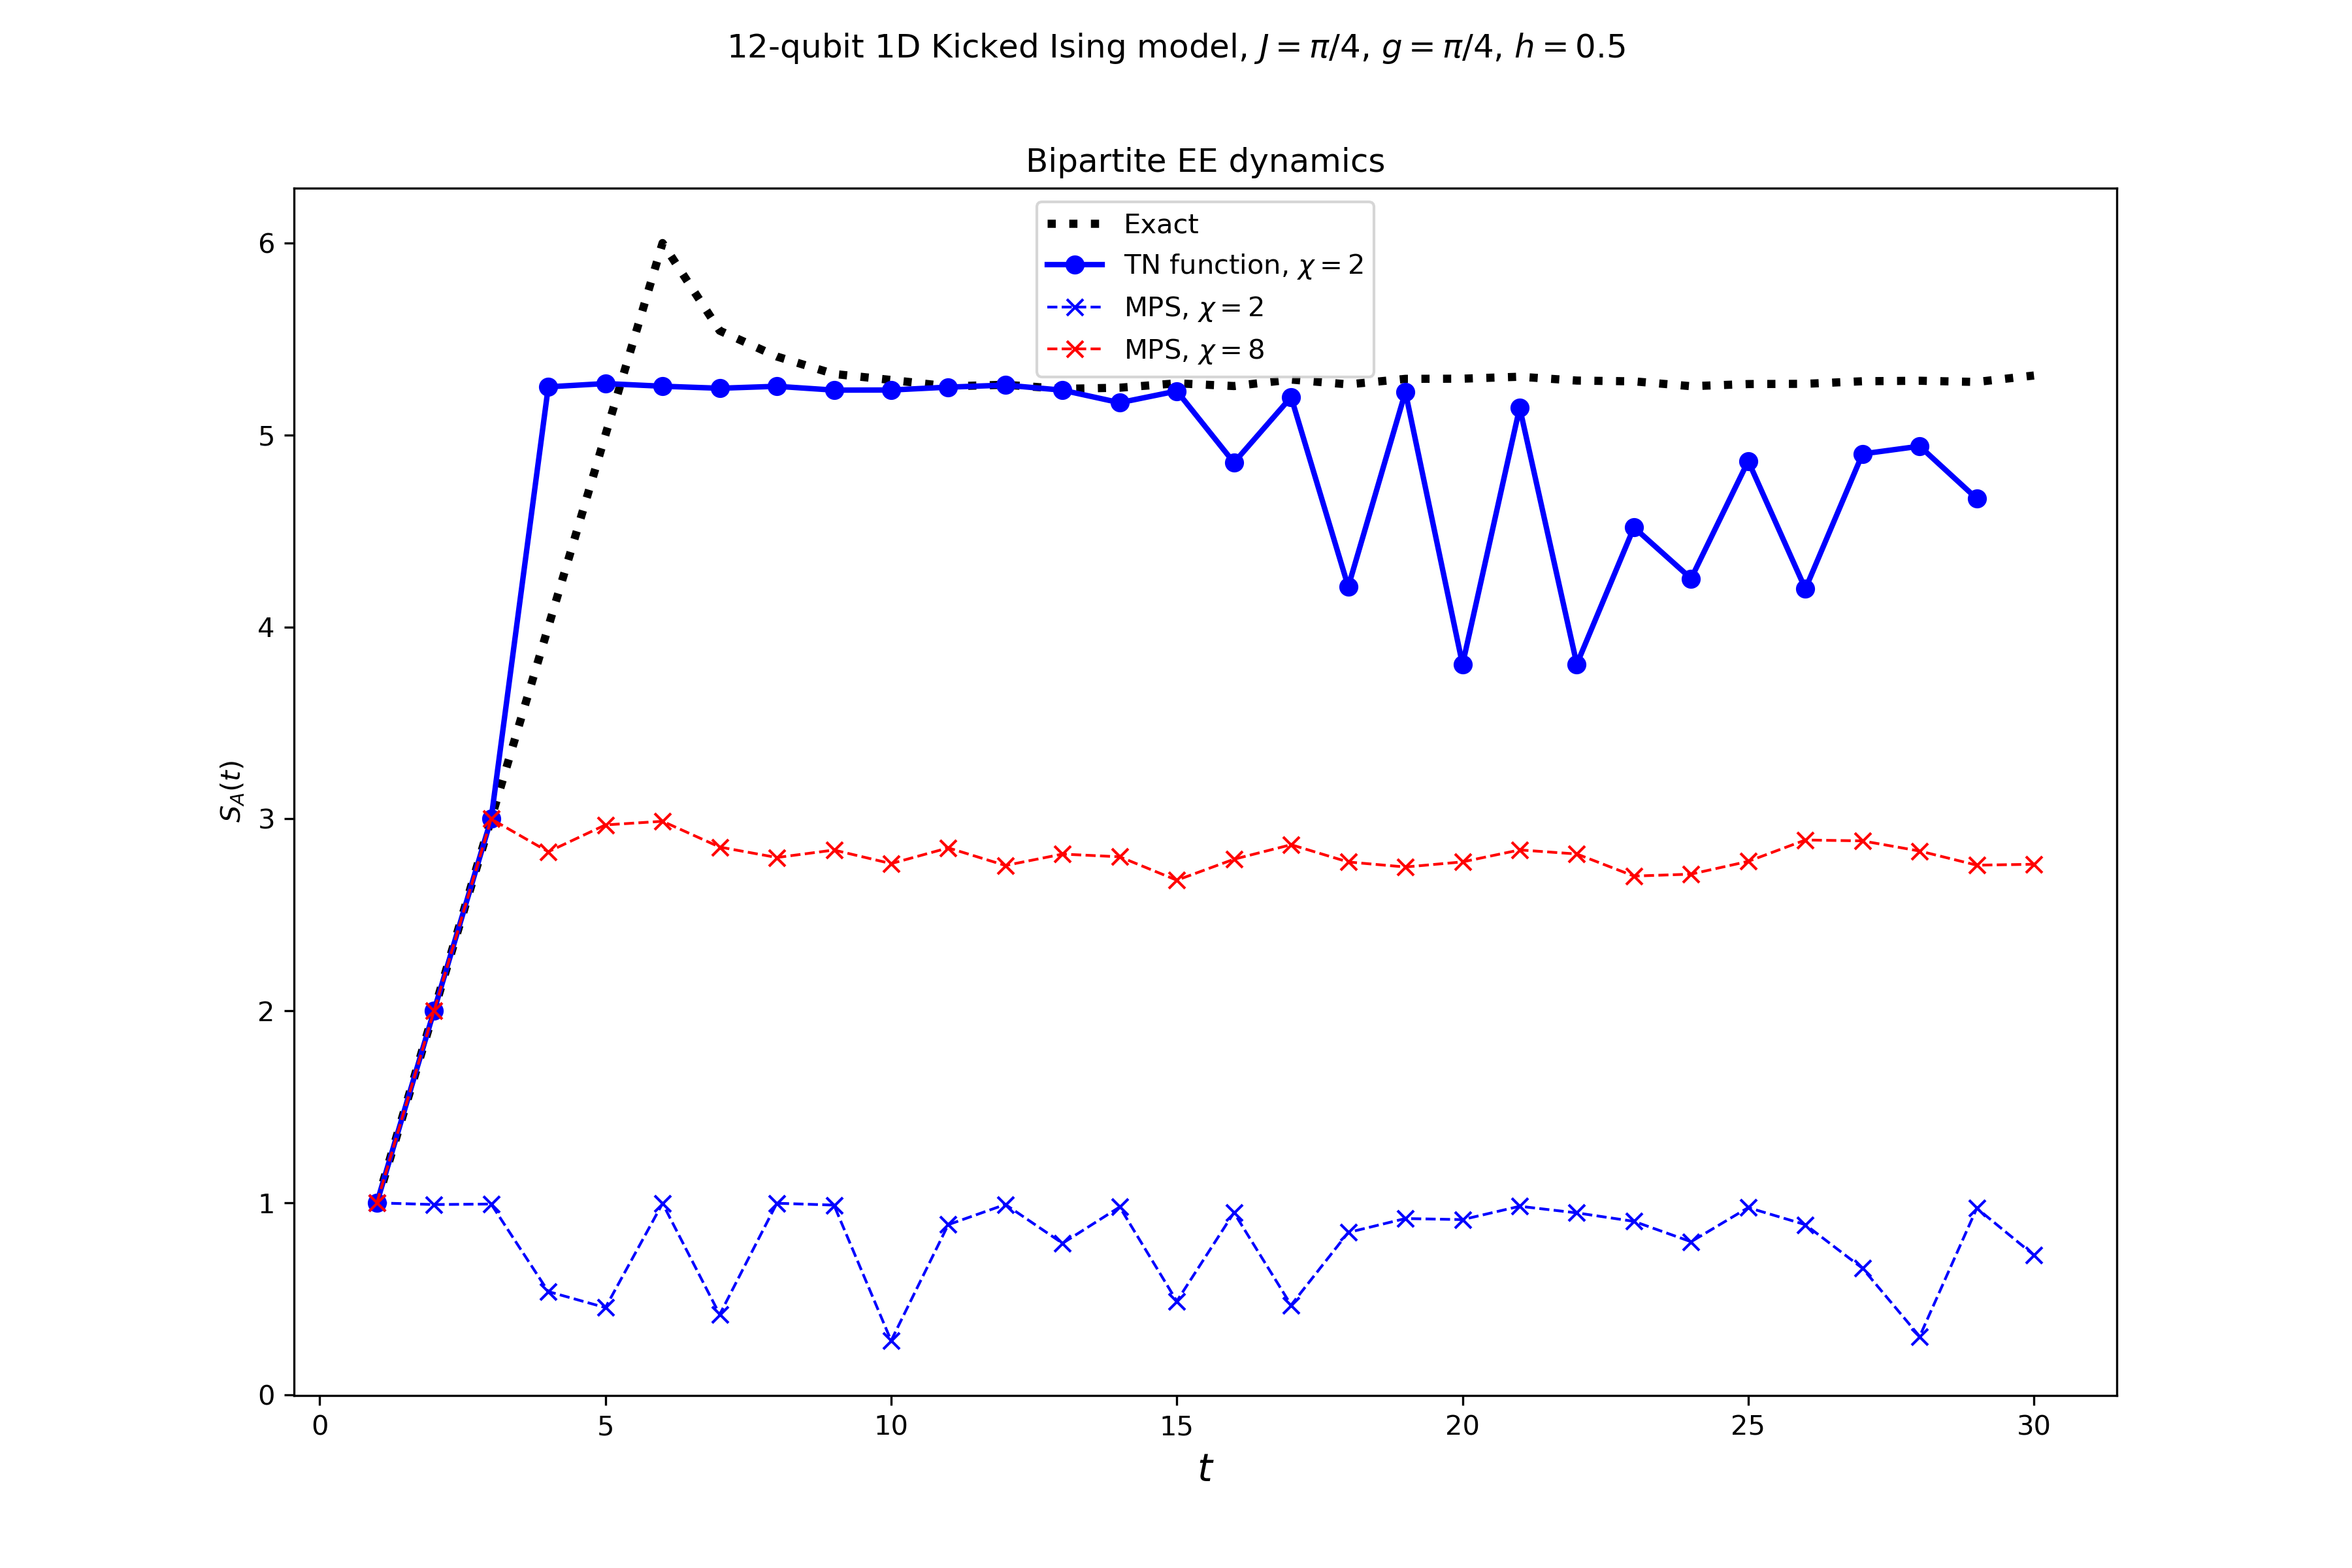 12-qubit 1D Kicked Ising model, J = π/4, g = π/4, h = 0.5
Bipartite EE dynamics
Exact
TN function, χ = 2
MPS, χ = 2
MPS, χ = 8
S_A(t)
6
5
4
3
2
1
0
0 5 10 15 20 25 30
t